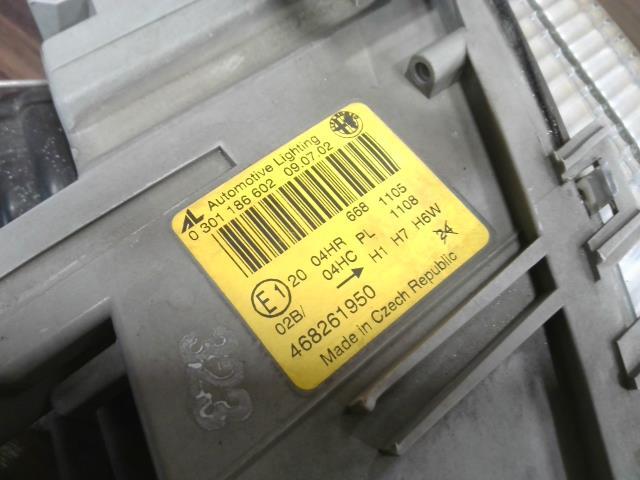 AL Automotive Lighting
0 301 186 602 09.07.02
668 1105
E1 20 04HR PL 1108
02B/ 04HC → H1 H7 H6W
468261950
Made in Czech Republic